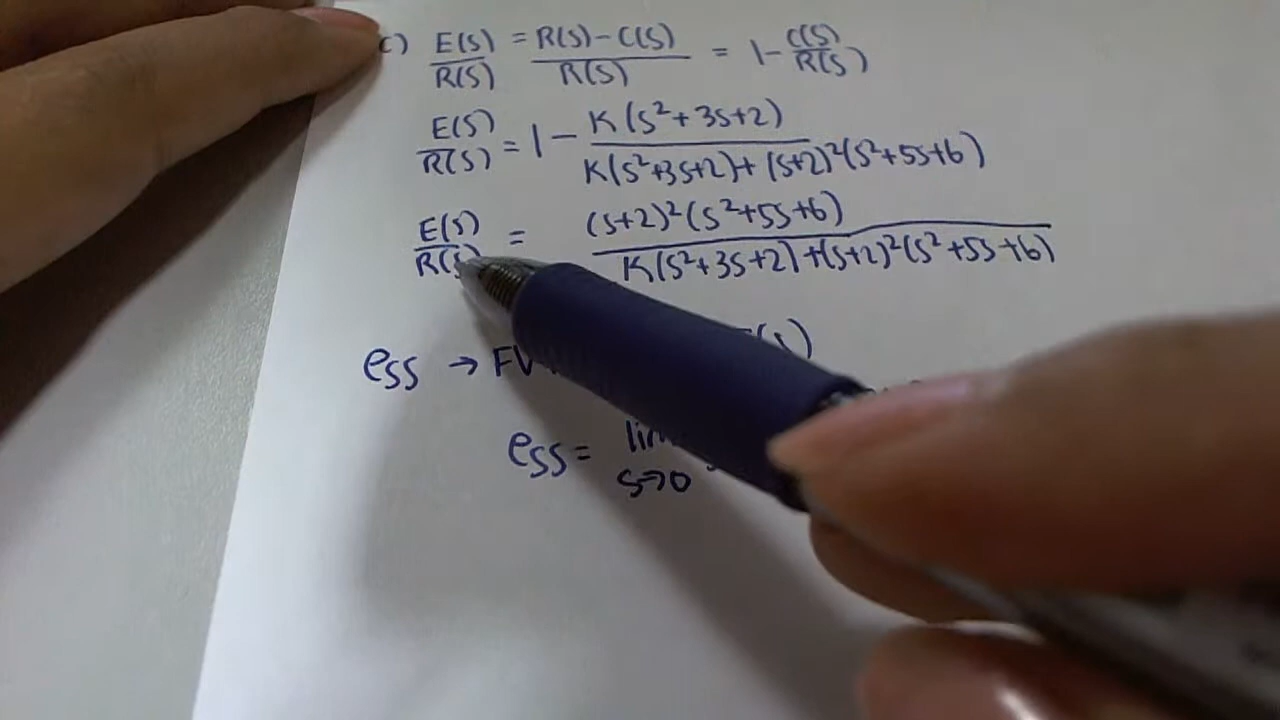 c) E(s)/R(s) = R(s)-C(s)/R(s) = 1 - C(s)/R(s)
E(s)/R(s) = 1 - K(s²+3s+2)/K(s²+3s+2)+(s+2)²(s²+5s+6)
E(s)/R(s) = (s+2)²(s²+5s+6)/K(s²+3s+2)+(s+2)²(s²+5s+6)
ess →
ess = lim s→0